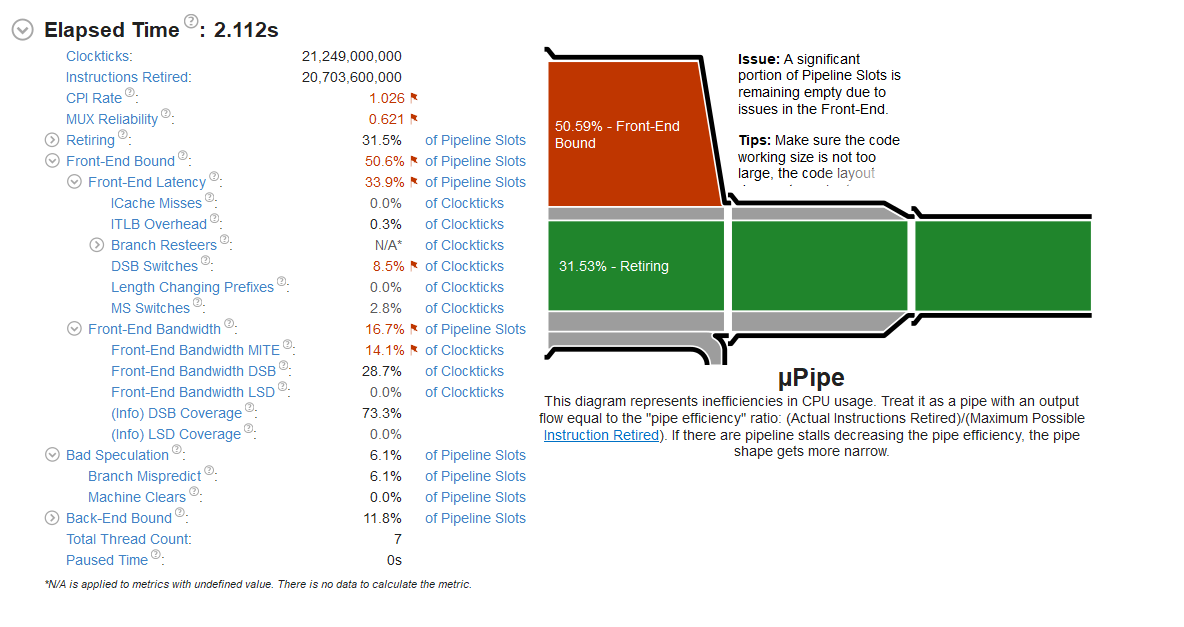 Elapsed Time ?: 2.112s
Clockticks: 21,249,000,000
Instructions Retired: 20,703,600,000
CPI Rate ?: 1.026
MUX Reliability ?: 0.621
Retiring ?: 31.5% of Pipeline Slots
Front-End Bound ?: 50.6% of Pipeline Slots
Front-End Latency ?: 33.9% of Pipeline Slots
ICache Misses ?: 0.0% of Clockticks
ITLB Overhead ?: 0.3% of Clockticks
Branch Resteers ?: N/A* of Clockticks
DSB Switches ?: 8.5% of Clockticks
Length Changing Prefixes ?: 0.0% of Clockticks
MS Switches ?: 2.8% of Clockticks
Front-End Bandwidth ?: 16.7% of Pipeline Slots
Front-End Bandwidth MITE ?: 14.1% of Clockticks
Front-End Bandwidth DSB ?: 28.7% of Clockticks
Front-End Bandwidth LSD ?: 0.0% of Clockticks
(Info) DSB Coverage ?: 73.3%
(Info) LSD Coverage ?: 0.0%
Bad Speculation ?: 6.1% of Pipeline Slots
Branch Mispredict ?: 6.1% of Pipeline Slots
Machine Clears ?: 0.0% of Pipeline Slots
Back-End Bound ?: 11.8% of Pipeline Slots
Total Thread Count: 7
Paused Time ?: 0s
*N/A is applied to metrics with undefined value. There is no data to calculate the metric.
50.59% - Front-End
Bound
31.53% - Retiring
Issue: A significant
portion of Pipeline Slots is
remaining empty due to
issues in the Front-End.
Tips: Make sure the code
working size is not too
large, the code layout
µPipe
This diagram represents inefficiencies in CPU usage. Treat it as a pipe with an output
flow equal to the "pipe efficiency" ratio: (Actual Instructions Retired)/(Maximum Possible
Instruction Retired). If there are pipeline stalls decreasing the pipe efficiency, the pipe
shape gets more narrow.